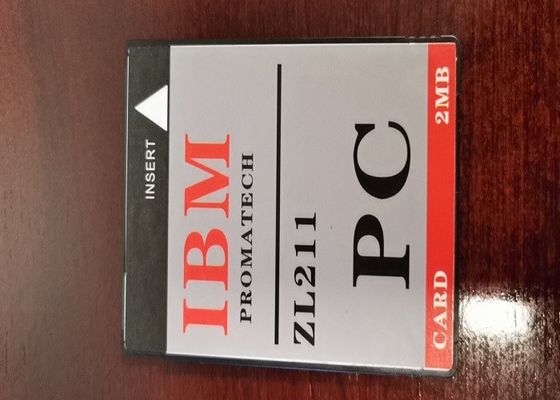 INSERT
IBM
PROMATECH
ZL211
PC
CARD 2MB